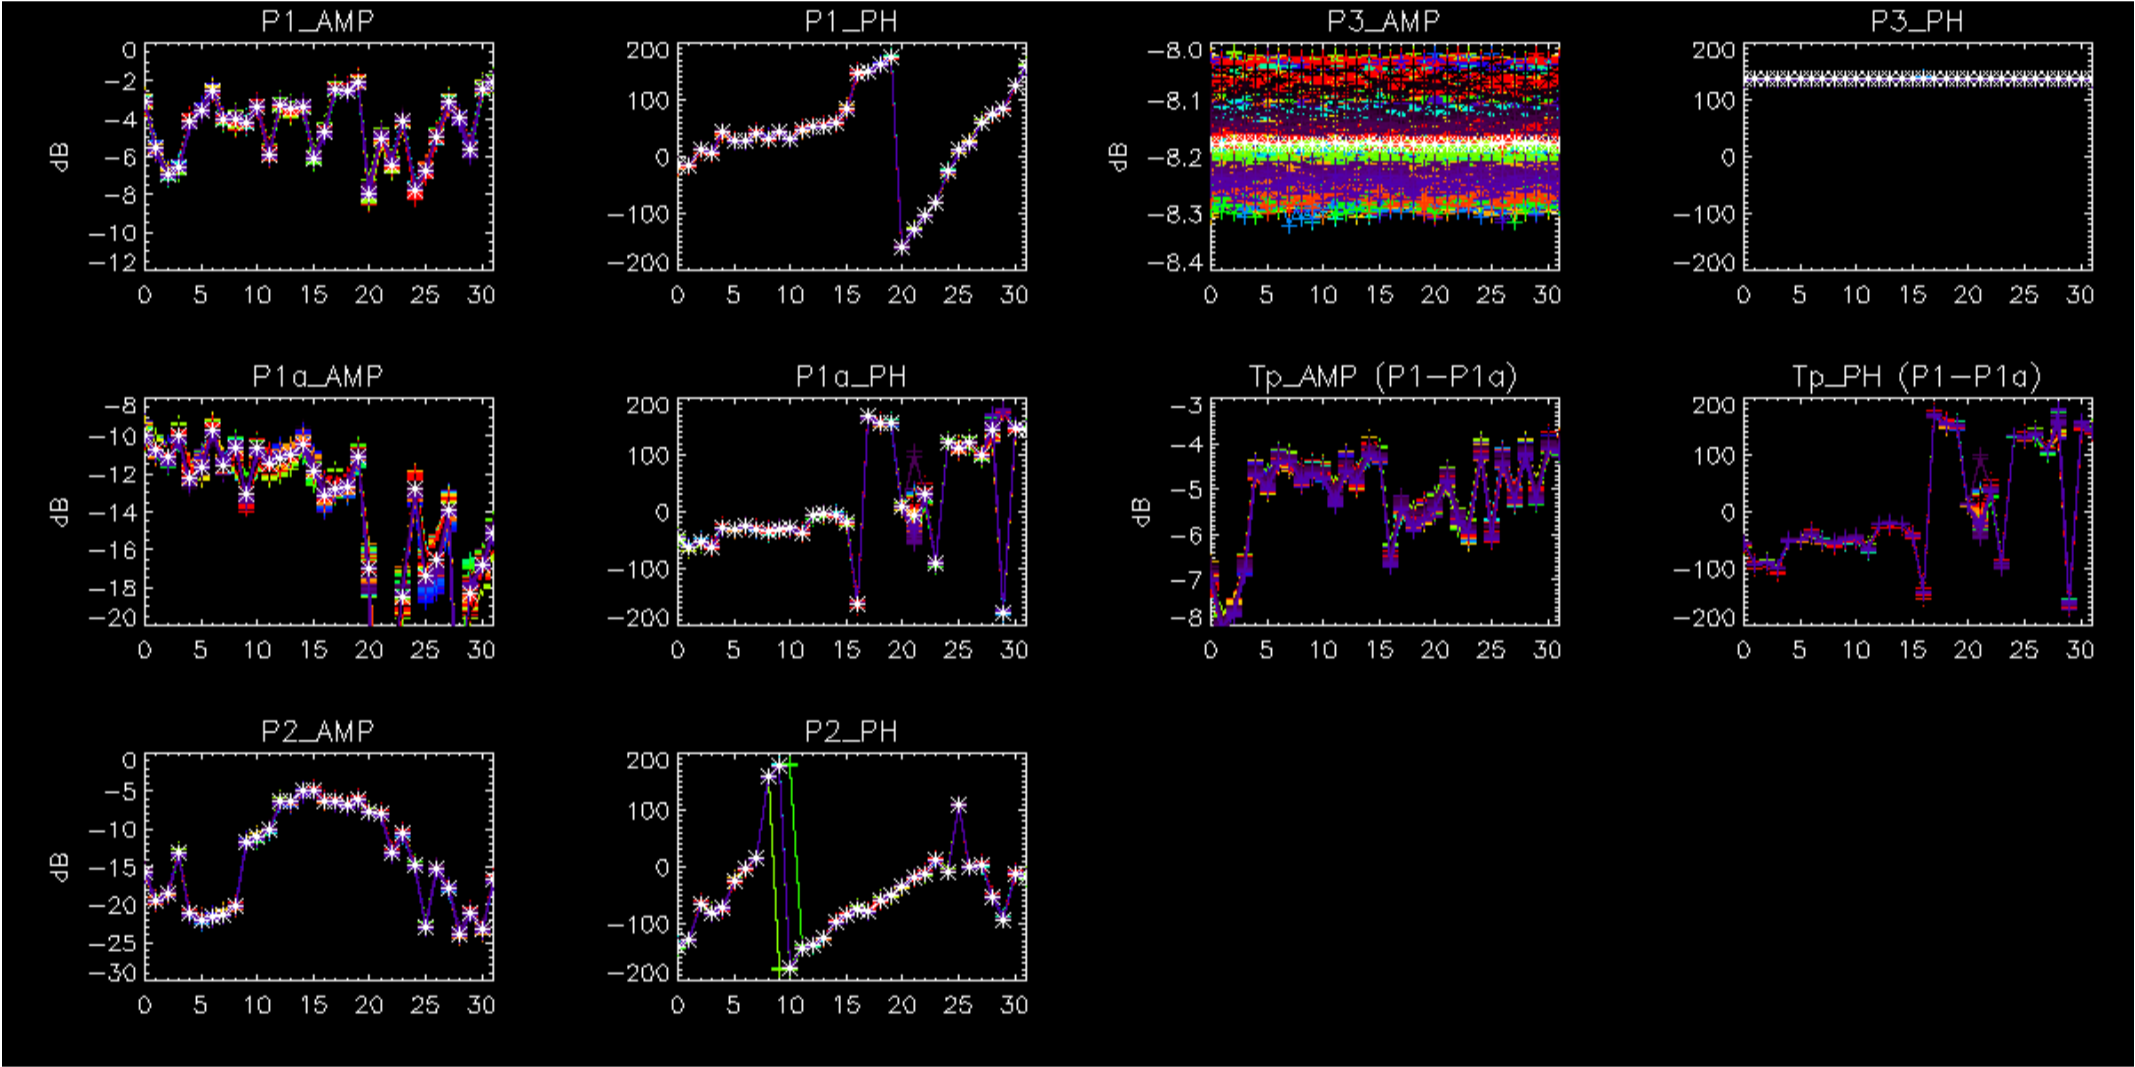 P1_AMP
P1_PH
P3_AMP
P3_PH
0
−2
−4
−6
−8
−10
−12
dB
0 5 10 15 20 25 30
200
100
0
−100
−200
0 5 10 15 20 25 30
−8.0
−8.1
−8.2
−8.3
−8.4
dB
0 5 10 15 20 25 30
200
100
0
−100
−200
0 5 10 15 20 25 30
P1a_AMP
P1a_PH
Tp_AMP (P1−P1a)
Tp_PH (P1−P1a)
−8
−10
−12
−14
−16
−18
−20
dB
0 5 10 15 20 25 30
200
100
0
−100
−200
0 5 10 15 20 25 30
−3
−4
−5
−6
−7
−8
dB
0 5 10 15 20 25 30
200
100
0
−100
−200
0 5 10 15 20 25 30
P2_AMP
P2_PH
0
−5
−10
−15
−20
−25
−30
dB
0 5 10 15 20 25 30
200
100
0
−100
−200
0 5 10 15 20 25 30